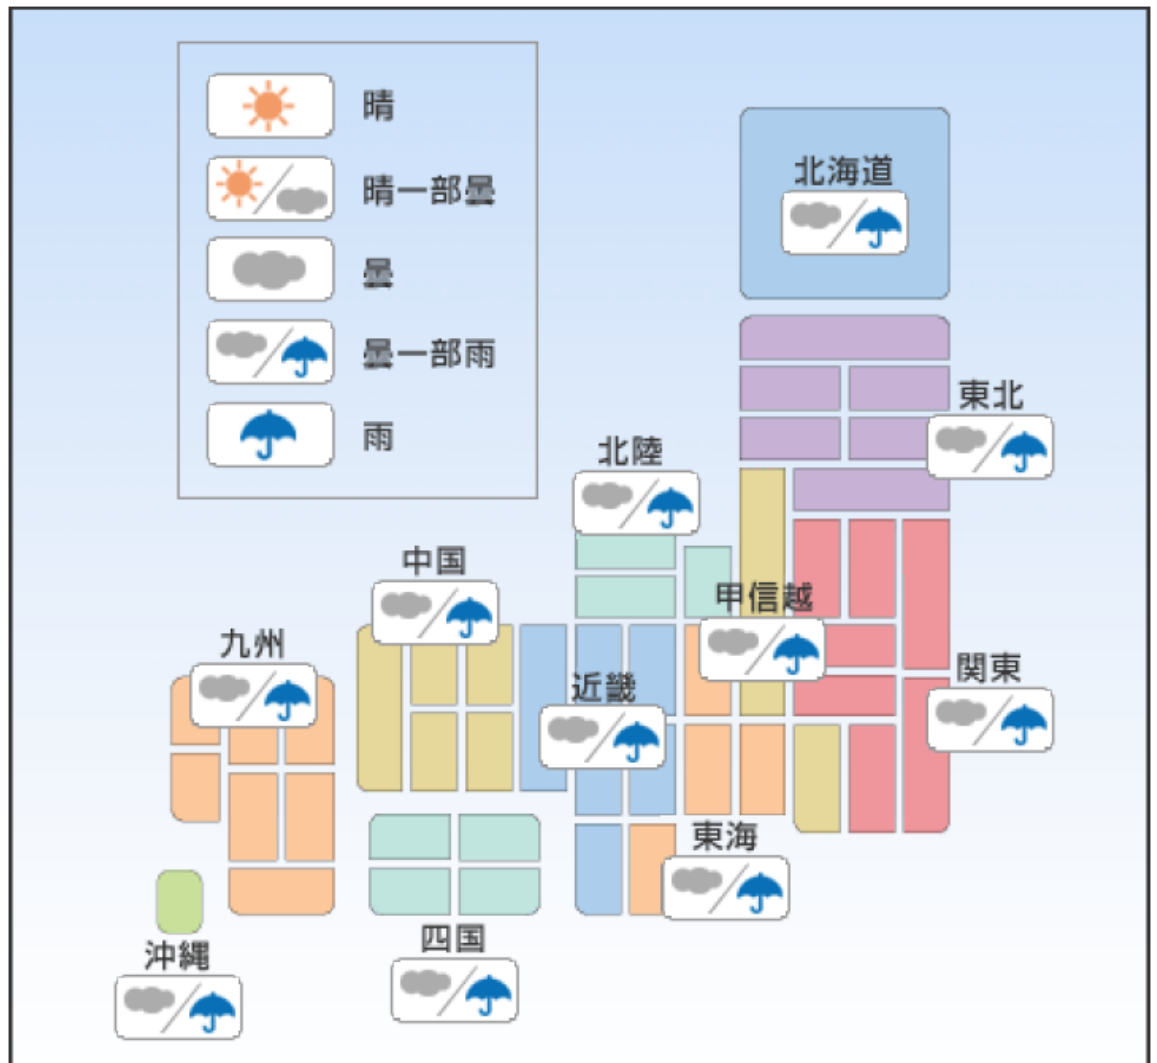 晴
晴一部曇
曇
曇一部雨
雨
北海道
東北
北陸
中国
甲信越
九州
関東
近畿
東海
四国
沖縄